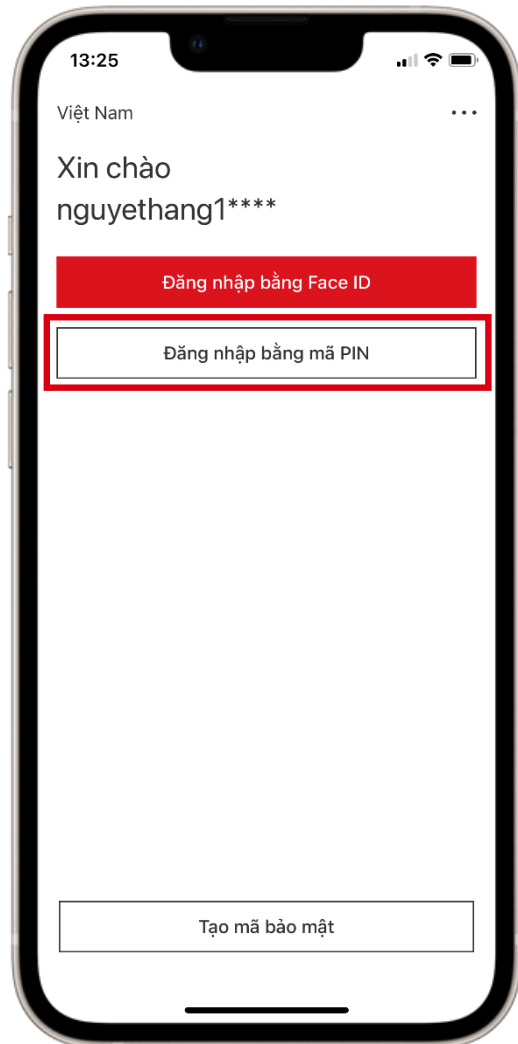 13:25
Việt Nam
Xin chào
nguyethang1****
Đăng nhập bằng Face ID
Đăng nhập bằng mã PIN
Tạo mã bảo mật